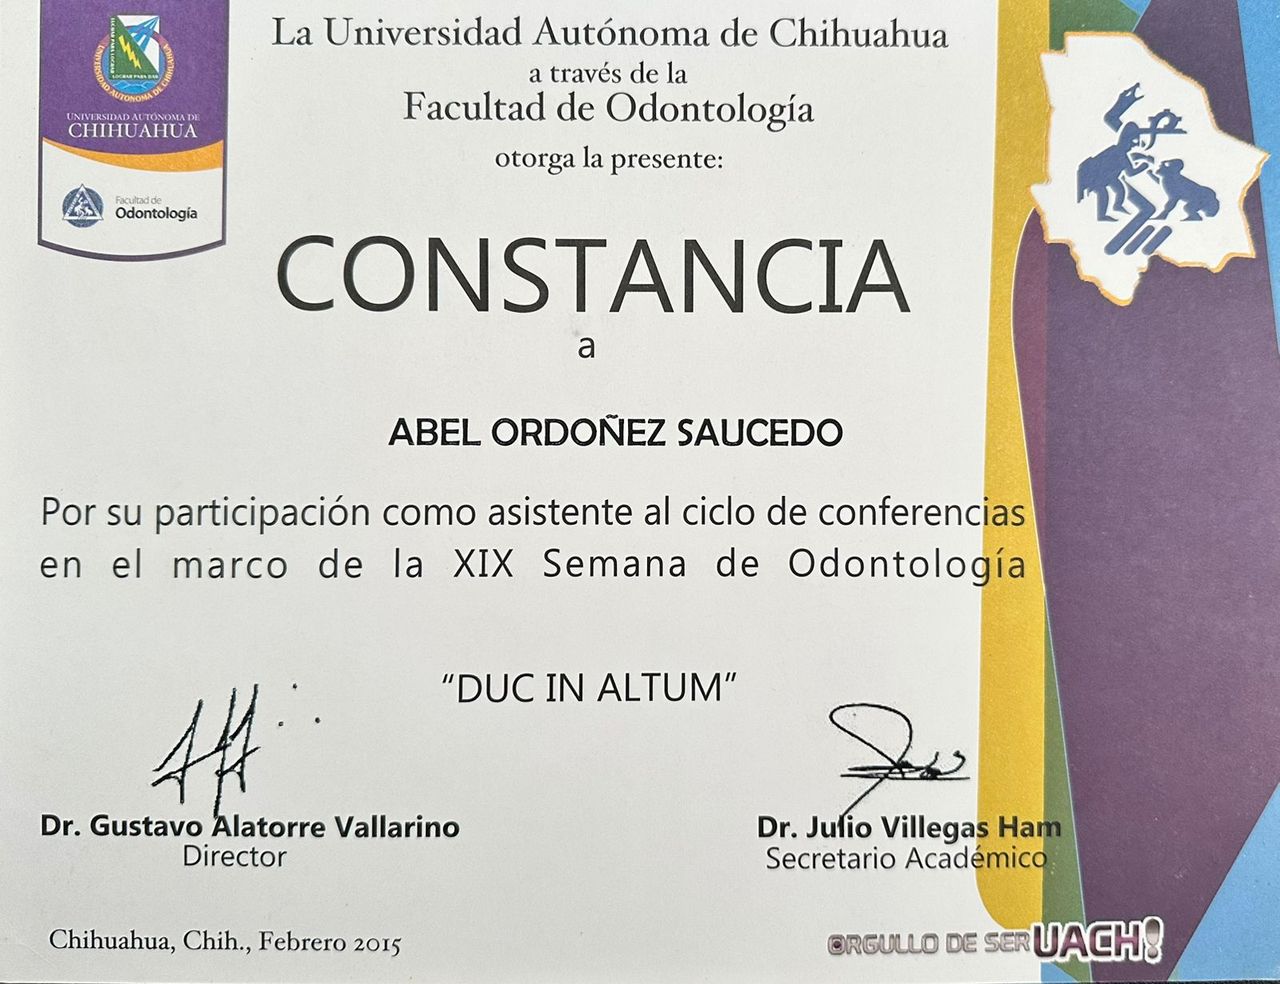 La Universidad Autónoma de Chihuahua
a través de la
Facultad de Odontología
otorga la presente:
UNIVERSIDAD AUTÓNOMA DE
CHIHUAHUA
Facultad de
Odontología
CONSTANCIA
a
ABEL ORDOÑEZ SAUCEDO
Por su participación como asistente al ciclo de conferencias
en el marco de la XIX Semana de Odontología
“DUC IN ALTUM”
Dr. Gustavo Alatorre Vallarino
Director
Dr. Julio Villegas Ham
Secretario Académico
Chihuahua, Chih., Febrero 2015
ORGULLO DE SER UACH!